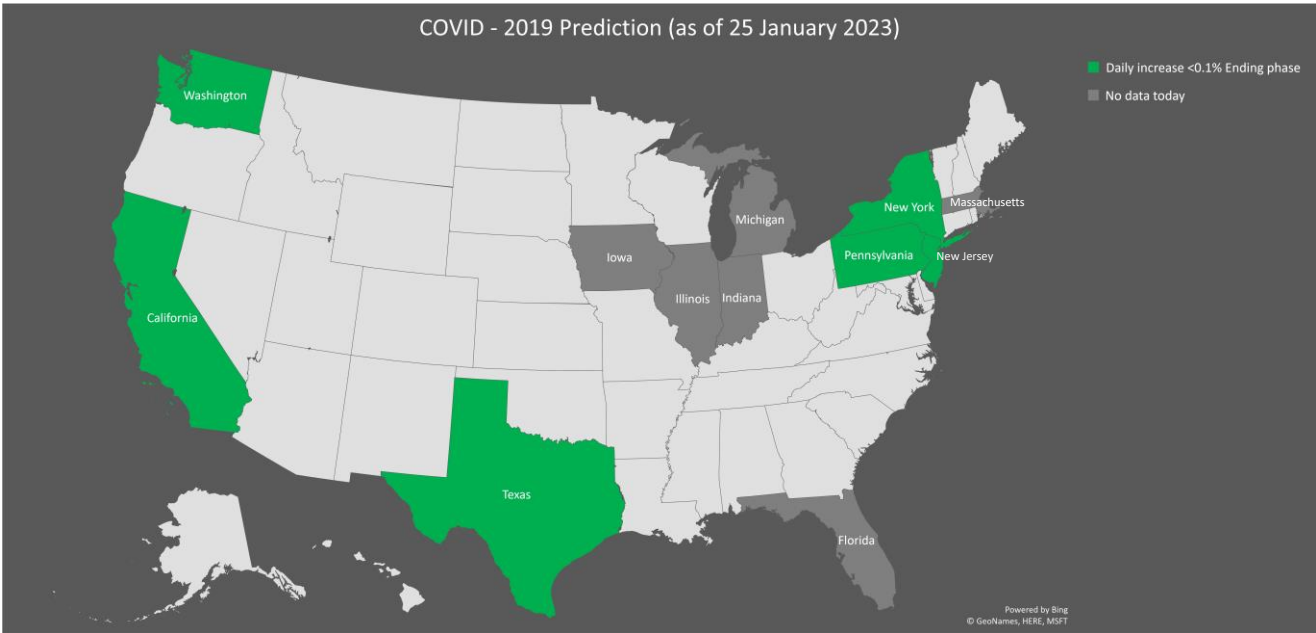 COVID - 2019 Prediction (as of 25 January 2023)
Daily increase <0.1% Ending phase
No data today
Washington
Massachusetts
New York
Michigan
Pennsylvania
New Jersey
Iowa
Illinois
Indiana
California
Texas
Florida
Powered by Bing
© GeoNames, HERE, MSFT